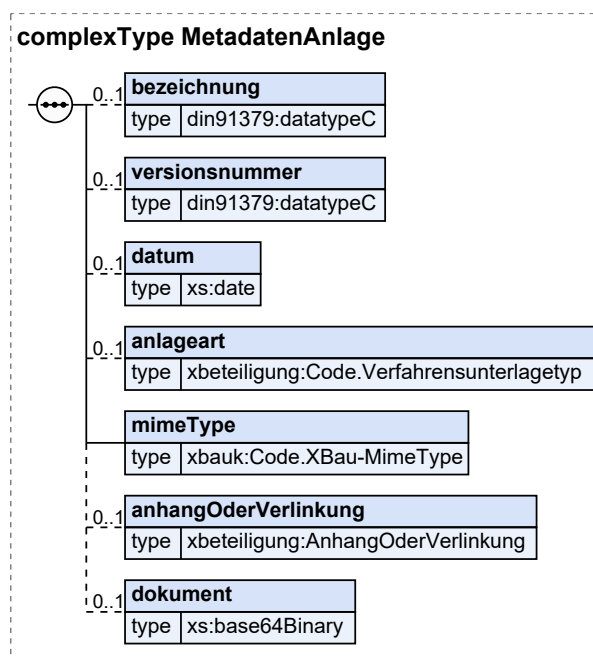 complexType MetadatenAnlage
0..1 bezeichnung
type din91379:datatypeC
0..1 versionsnummer
type din91379:datatypeC
0..1 datum
type xs:date
0..1 anlageart
type xbeteiligung:Code.Verfahrensunterlagetyp
mimeType
type xbauk:Code.XBau-MimeType
0..1 anhangOderVerlinkung
type xbeteiligung:AnhangOderVerlinkung
0..1 dokument
type xs:base64Binary